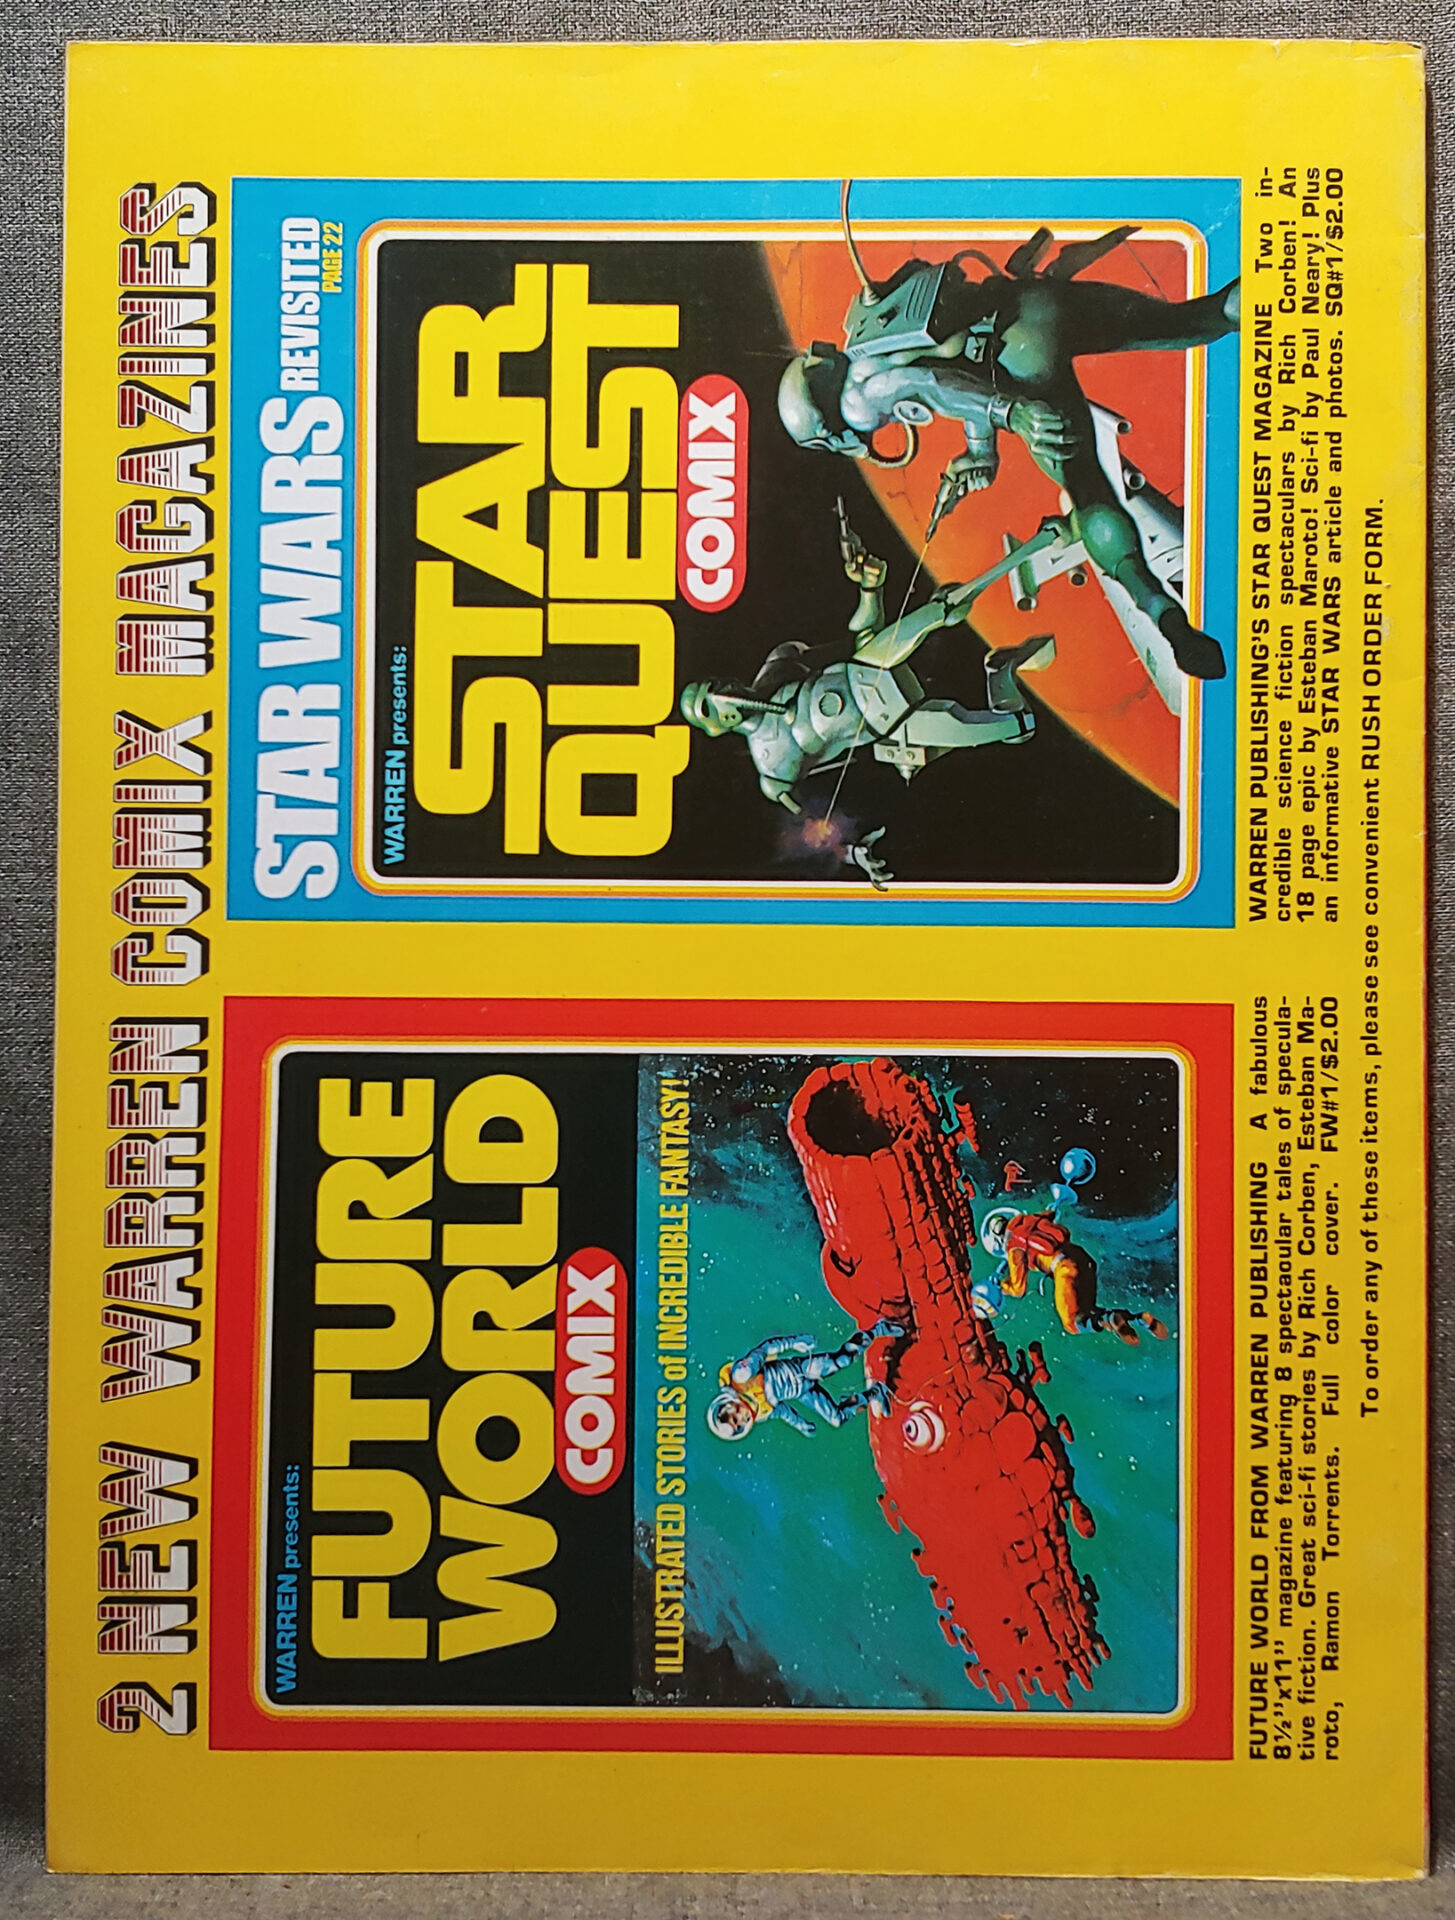 2 NEW WARREN COMIX MAGAZINES
WARREN presents:
FUTURE
WORLD
COMIX
ILLUSTRATED STORIES of INCREDIBLE FANTASY!
FUTURE WORLD FROM WARREN PUBLISHING A fabulous
8½"x11" magazine featuring 8 spectacular tales of specula-
tive fiction. Great sci-fi stories by Rich Corben, Esteban Ma-
roto, Ramon Torrents. Full color cover. FW#1/$2.00
STAR WARS REVISITED
PAGE 22
WARREN presents:
STAR
QUEST
COMIX
WARREN PUBLISHING'S STAR QUEST MAGAZINE Two in-
credible science fiction spectaculars by Rich Corben! An
18 page epic by Esteban Maroto! Sci-fi by Paul Neary! Plus
an informative STAR WARS article and photos. SQ#1/$2.00
To order any of these items, please see convenient RUSH ORDER FORM.